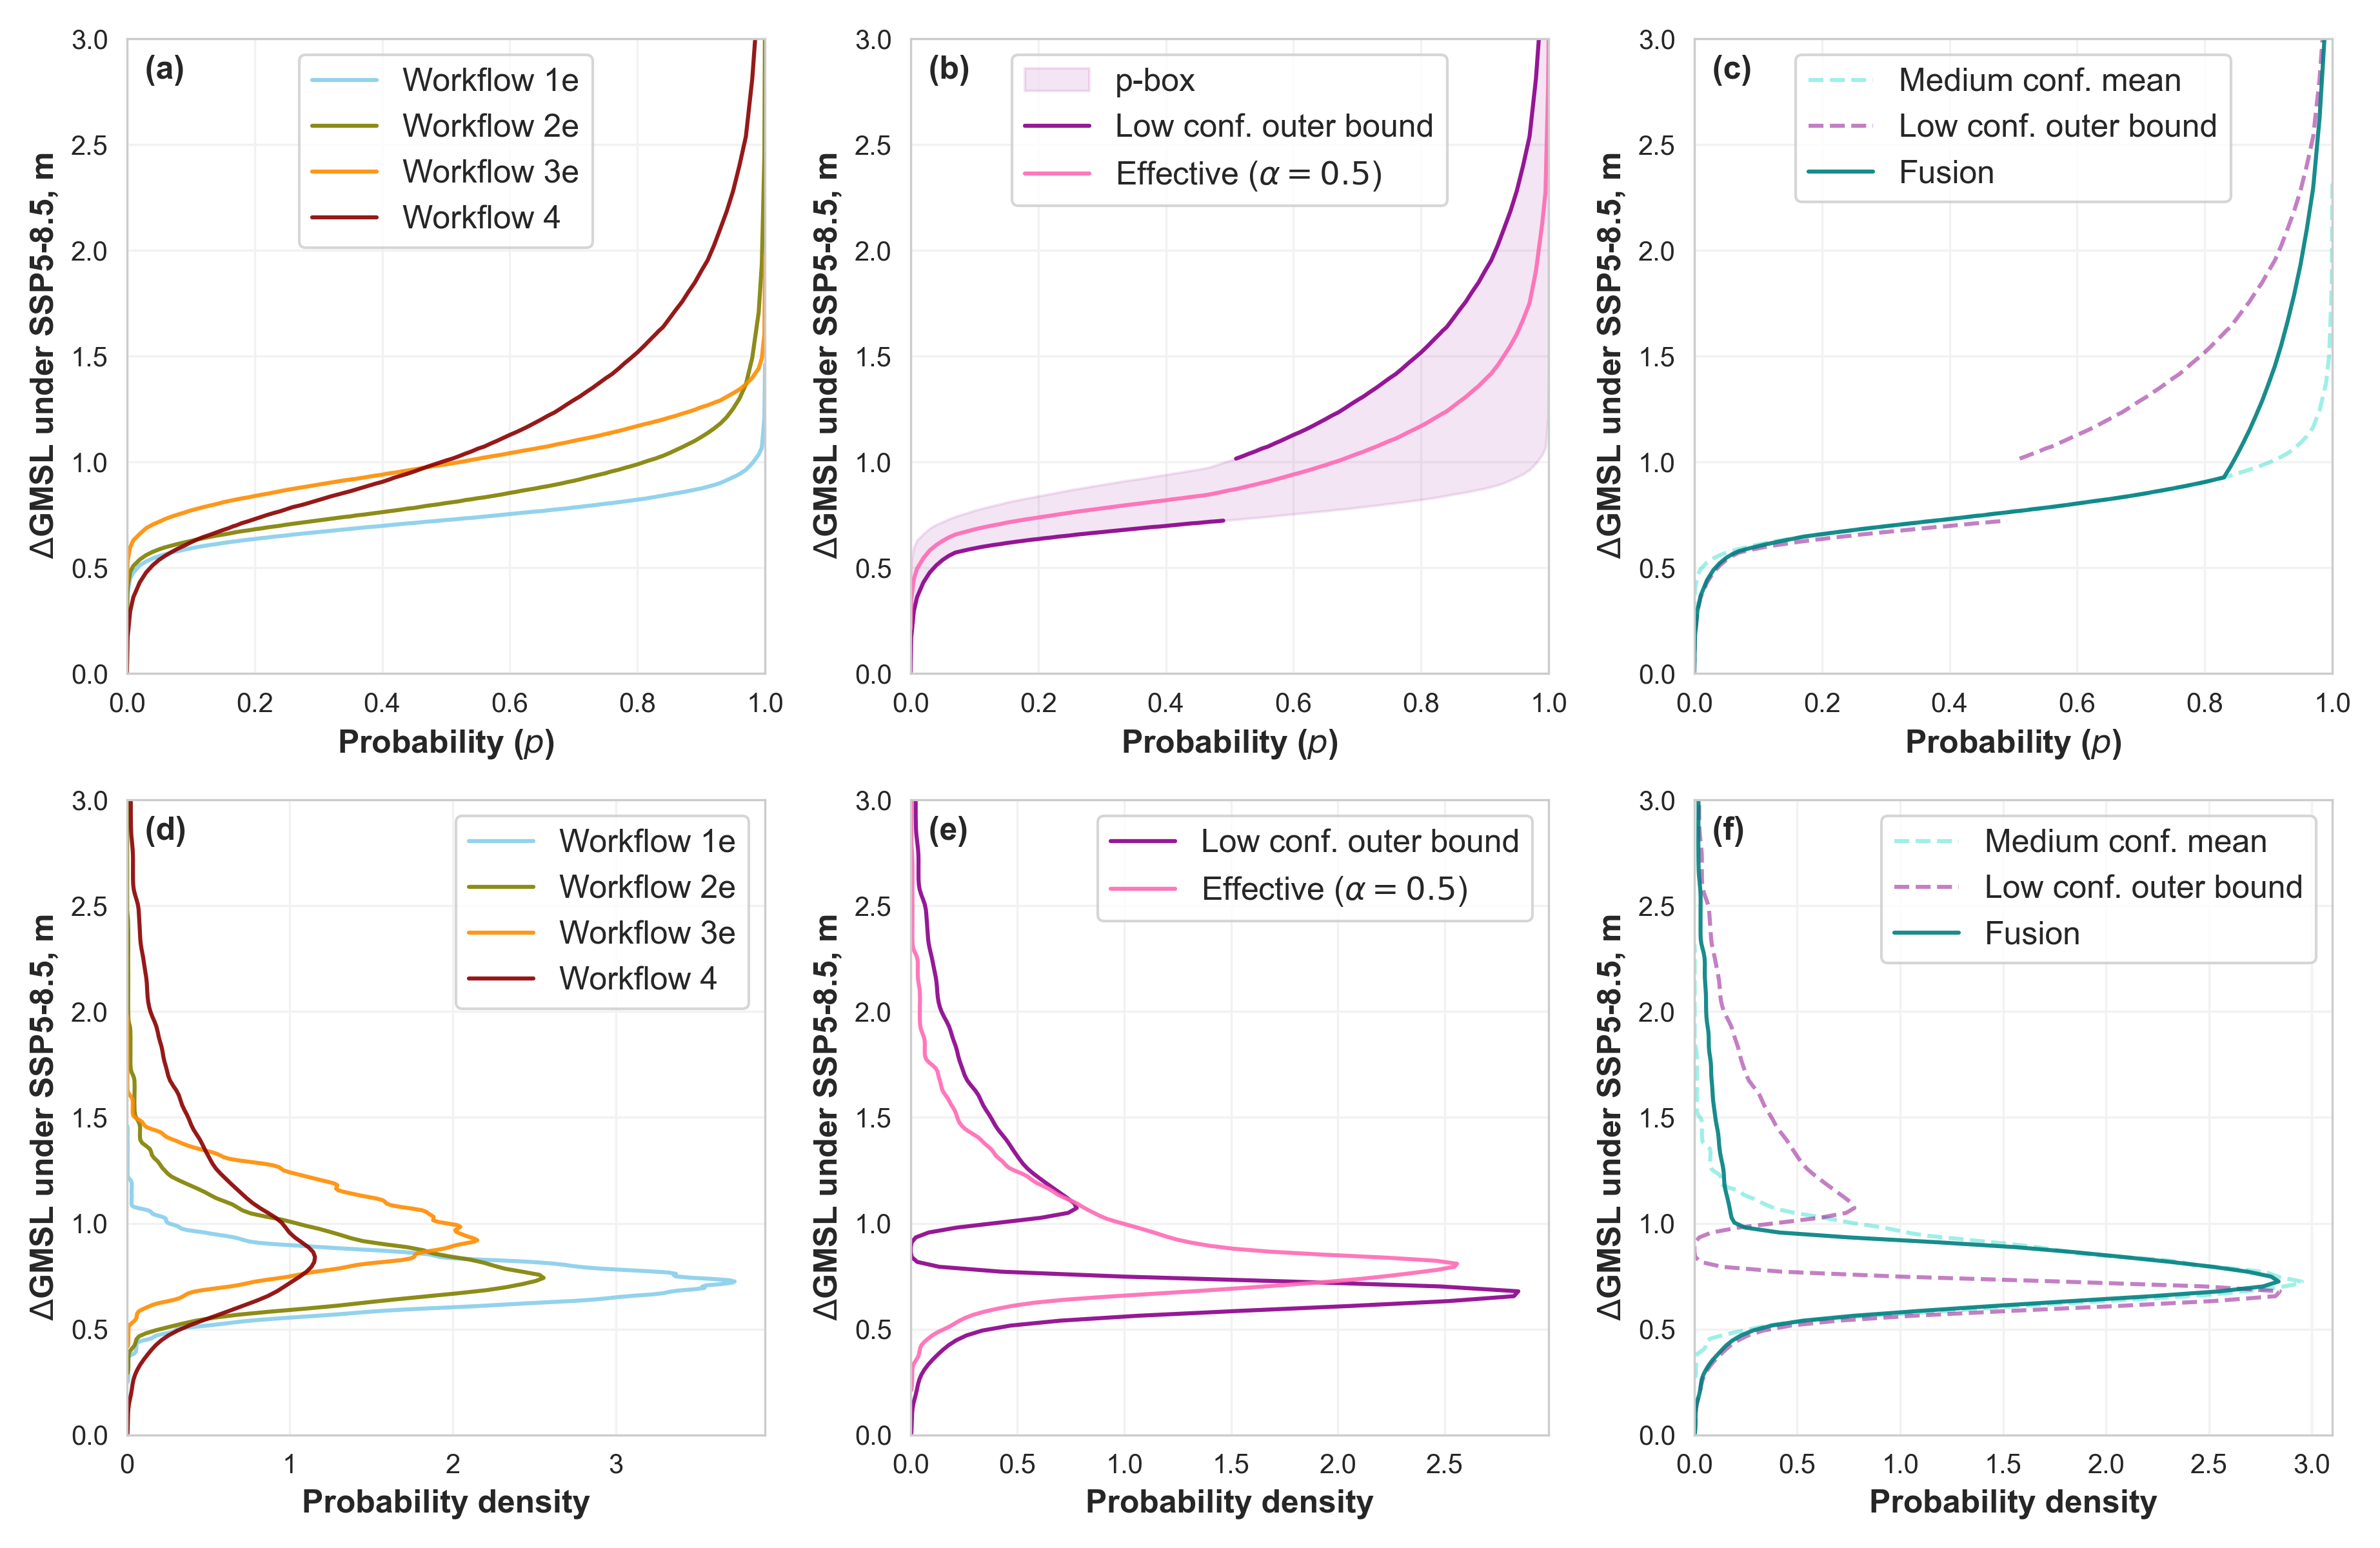 (a)
Workflow 1e
Workflow 2e
Workflow 3e
Workflow 4
ΔGMSL under SSP5-8.5, m
3.0
2.5
2.0
1.5
1.0
0.5
0.0
0.0 0.2 0.4 0.6 0.8 1.0
Probability (p)
(b)
p-box
Low conf. outer bound
Effective (α = 0.5)
ΔGMSL under SSP5-8.5, m
3.0
2.5
2.0
1.5
1.0
0.5
0.0
0.0 0.2 0.4 0.6 0.8 1.0
Probability (p)
(c)
Medium conf. mean
Low conf. outer bound
Fusion
ΔGMSL under SSP5-8.5, m
3.0
2.5
2.0
1.5
1.0
0.5
0.0
0.0 0.2 0.4 0.6 0.8 1.0
Probability (p)
(d)
Workflow 1e
Workflow 2e
Workflow 3e
Workflow 4
ΔGMSL under SSP5-8.5, m
3.0
2.5
2.0
1.5
1.0
0.5
0.0
0 1 2 3
Probability density
(e)
Low conf. outer bound
Effective (α = 0.5)
ΔGMSL under SSP5-8.5, m
3.0
2.5
2.0
1.5
1.0
0.5
0.0
0.0 0.5 1.0 1.5 2.0 2.5
Probability density
(f)
Medium conf. mean
Low conf. outer bound
Fusion
ΔGMSL under SSP5-8.5, m
3.0
2.5
2.0
1.5
1.0
0.5
0.0
0.0 0.5 1.0 1.5 2.0 2.5 3.0
Probability density